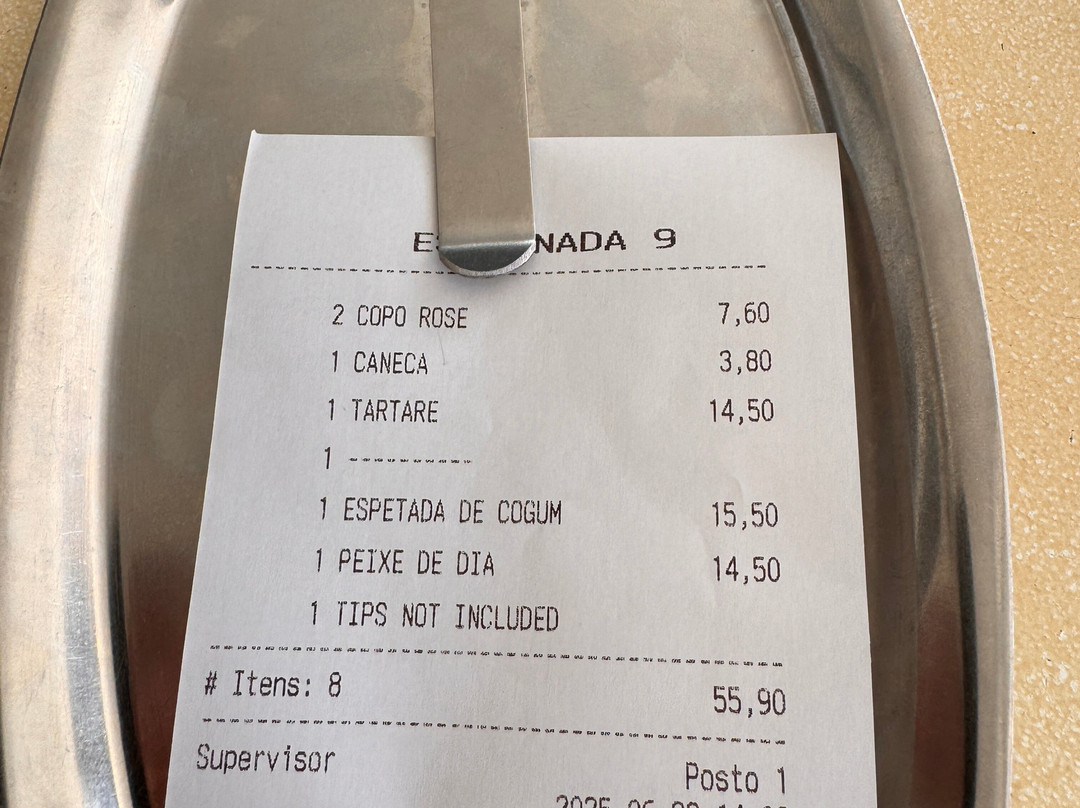 NADA 9
2 COPO ROSE 7,60
1 CANECA 3,80
1 TARTARE 14,50
1 ----------
1 ESPETADA DE COGUM 15,50
1 PEIXE DE DIA 14,50
1 TIPS NOT INCLUDED
# Itens: 8 55,90
Supervisor Posto 1